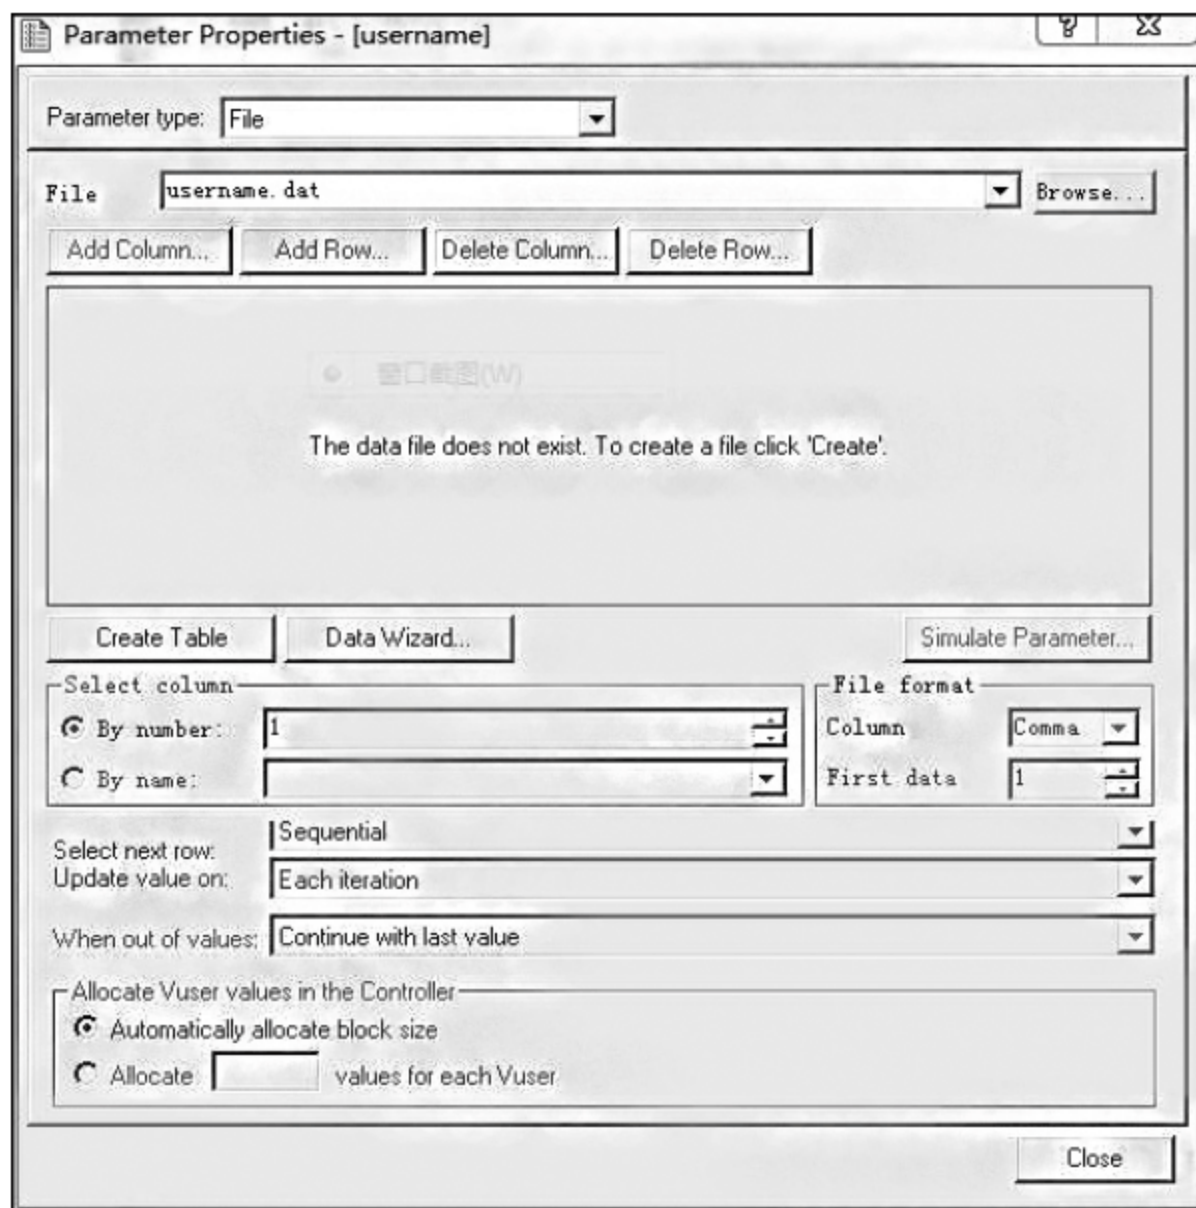 Parameter Properties - [username]
Parameter type: File
File username.dat Browse...
Add Column... Add Row... Delete Column... Delete Row...
窗口截图(W)
The data file does not exist. To create a file click 'Create'.
Create Table Data Wizard... Simulate Parameter...
Select column File format
By number: 1 Column Comma
By name: First data 1
Select next row: Sequential
Update value on: Each iteration
When out of values: Continue with last value
Allocate Vuser values in the Controller
Automatically allocate block size
Allocate values for each Vuser
Close